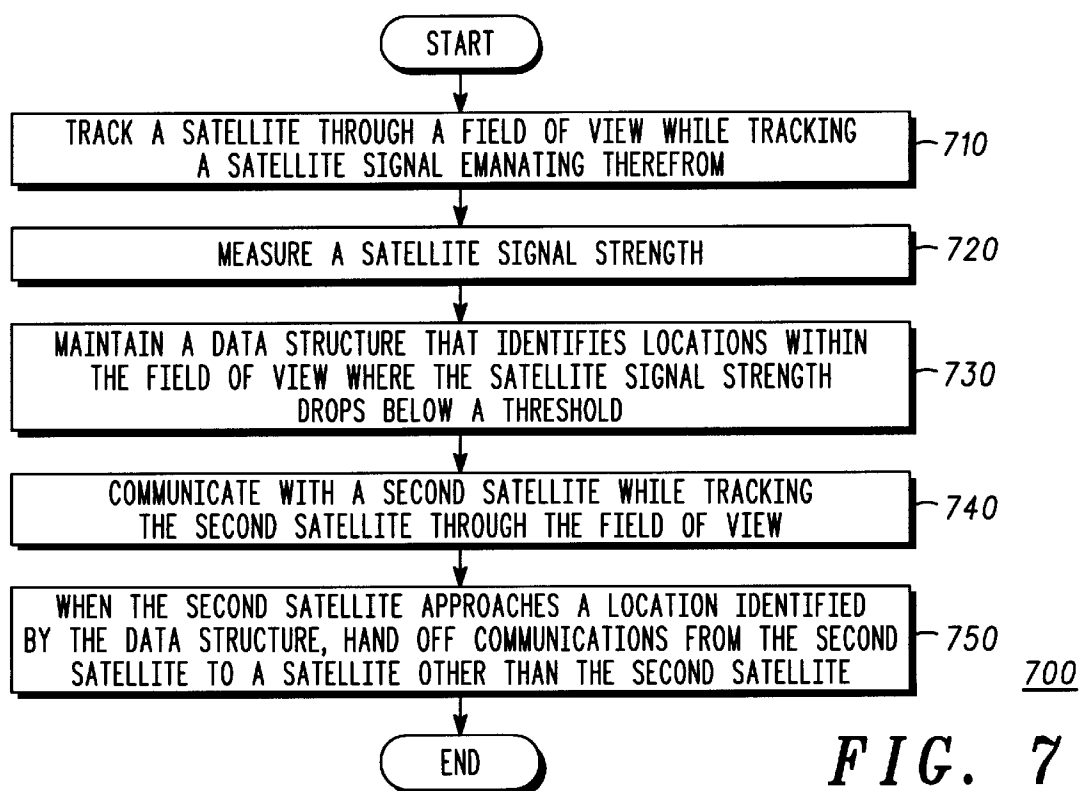 START
TRACK A SATELLITE THROUGH A FIELD OF VIEW WHILE TRACKING
A SATELLITE SIGNAL EMANATING THEREFROM
710
MEASURE A SATELLITE SIGNAL STRENGTH
720
MAINTAIN A DATA STRUCTURE THAT IDENTIFIES LOCATIONS WITHIN
THE FIELD OF VIEW WHERE THE SATELLITE SIGNAL STRENGTH
DROPS BELOW A THRESHOLD
730
COMMUNICATE WITH A SECOND SATELLITE WHILE TRACKING
THE SECOND SATELLITE THROUGH THE FIELD OF VIEW
740
WHEN THE SECOND SATELLITE APPROACHES A LOCATION IDENTIFIED
BY THE DATA STRUCTURE, HAND OFF COMMUNICATIONS FROM THE SECOND
SATELLITE TO A SATELLITE OTHER THAN THE SECOND SATELLITE
750
700
END
FIG. 7